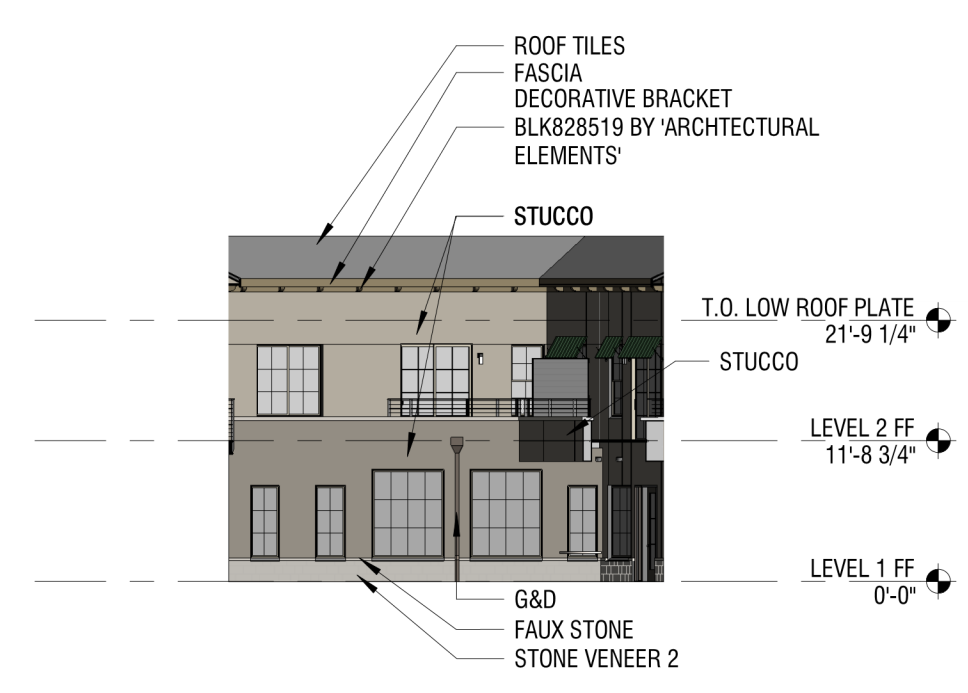 ROOF TILES
FASCIA
DECORATIVE BRACKET
BLK828519 BY 'ARCHTECTURAL
ELEMENTS'
STUCCO
T.O. LOW ROOF PLATE
21'-9 1/4"
STUCCO
LEVEL 2 FF
11'-8 3/4"
LEVEL 1 FF
0'-0"
G&D
FAUX STONE
STONE VENEER 2